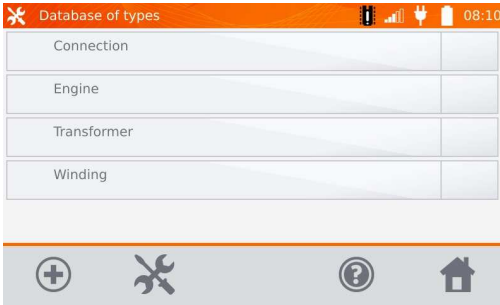 Database of types
08:10
Connection
Engine
Transformer
Winding